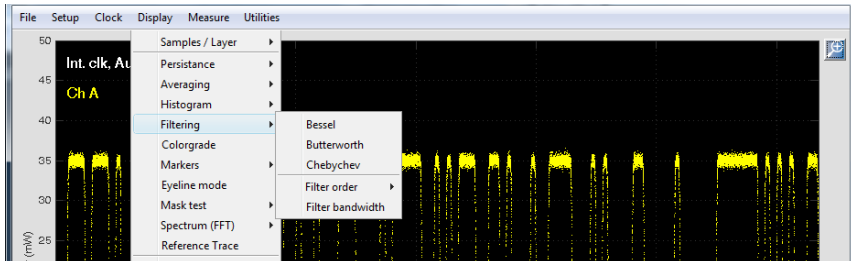 File Setup Clock Display Measure Utilities
50
Samples / Layer
Int. clk, Au
Persistance
45
Averaging
Ch A
Histogram
40
Filtering
Bessel
Colorgrade
Butterworth
35
Markers
Chebychev
Eyeline mode
Filter order
30
Mask test
Filter bandwidth
Spectrum (FFT)
25
Reference Trace
(mW)